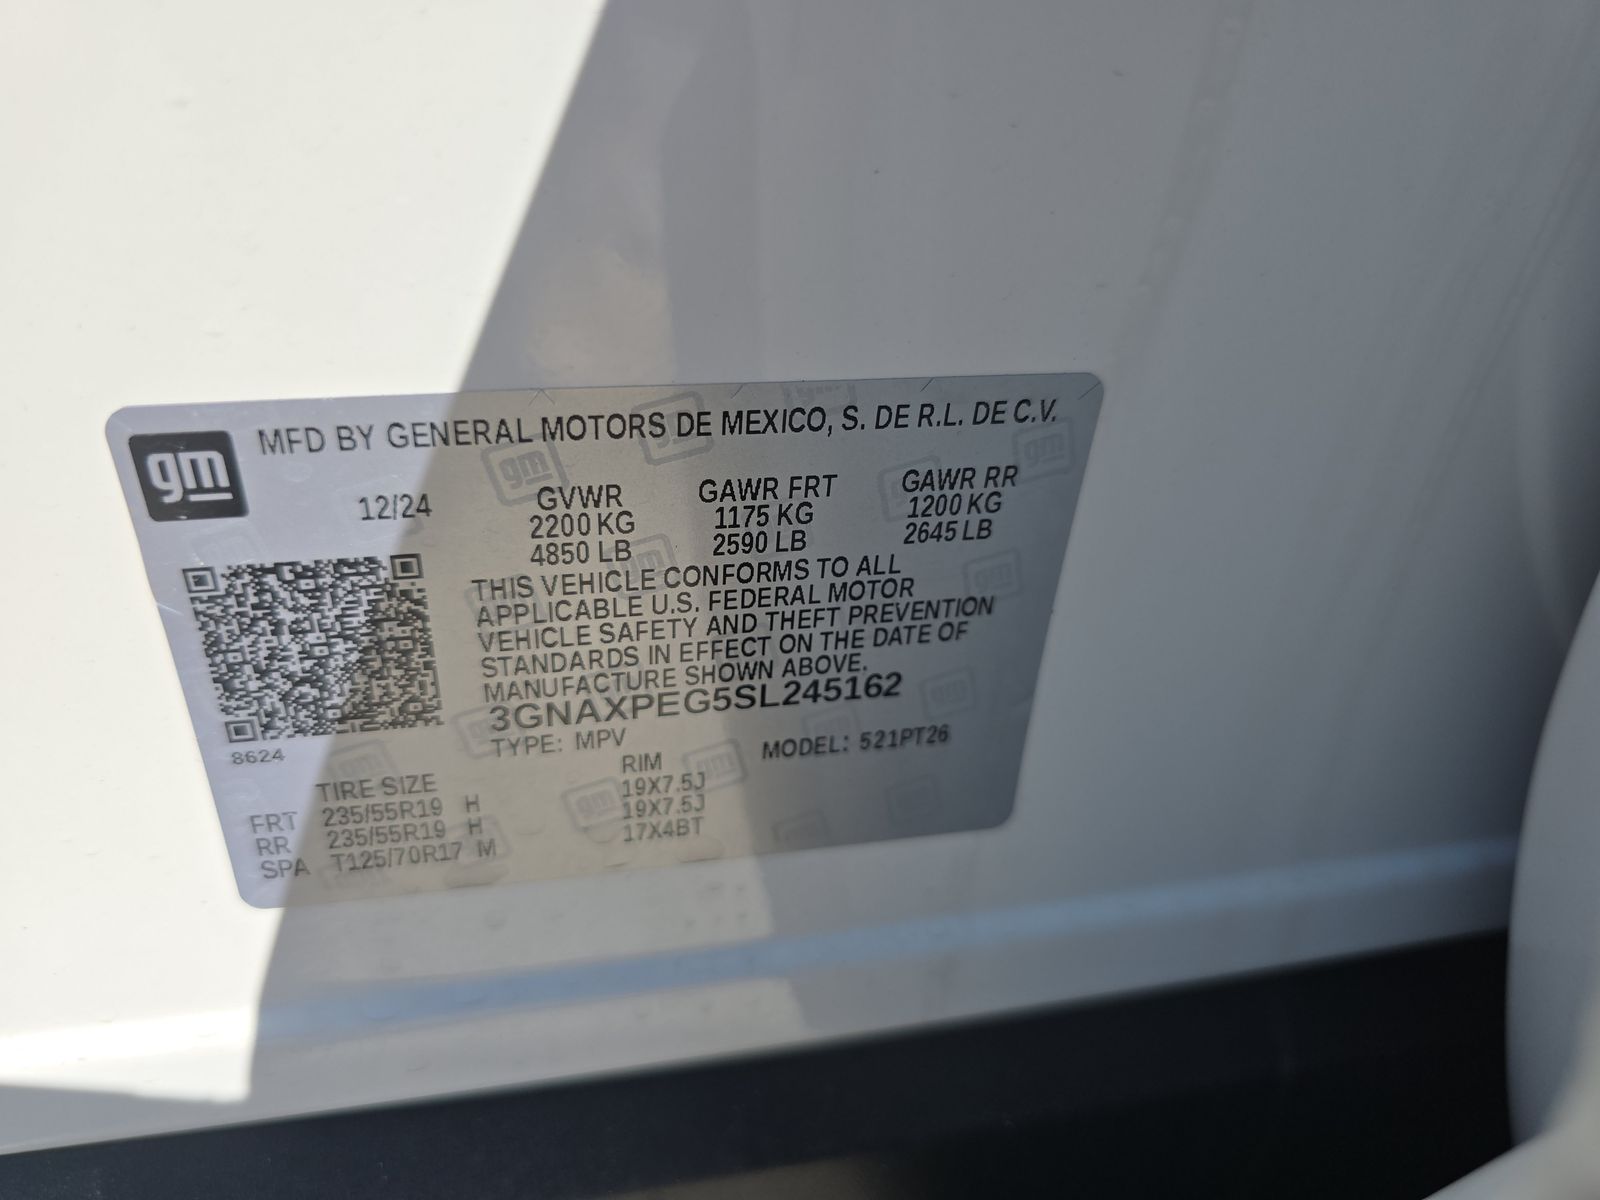 gm
MFD BY GENERAL MOTORS DE MEXICO, S. DE R.L. DE C.V.
12/24 GVWR GAWR FRT GAWR RR
2200 KG 1175 KG 1200 KG
4850 LB 2590 LB 2645 LB
THIS VEHICLE CONFORMS TO ALL
APPLICABLE U.S. FEDERAL MOTOR
VEHICLE SAFETY AND THEFT PREVENTION
STANDARDS IN EFFECT ON THE DATE OF
MANUFACTURE SHOWN ABOVE.
3GNAXPEG5SL245162
8624
TYPE: MPV MODEL: 521PT26
TIRE SIZE RIM
FRT 235/55R19 H 19X7.5J
RR 235/55R19 H 19X7.5J
SPA T125/70R17 M 17X4BT